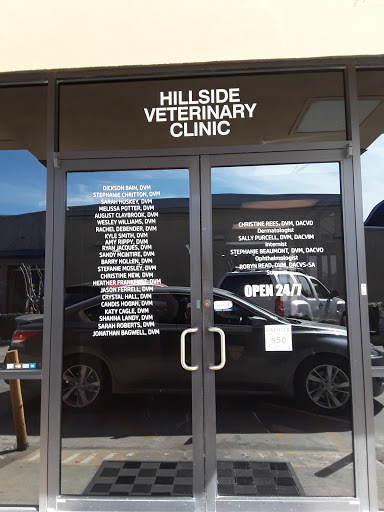 HILLSIDE
VETERINARY
CLINIC
DICKSON BAIN, DVM
STEPHANIE CHRITTON, DVM
SARAH HUSKEY, DVM
MELISSA POTTER, DVM
AUGUST CLAYBROOK, DVM
WESLEY WILLIAMS, DVM
RACHEL DEBENDER, DVM
KYLE SMITH, DVM
AMY RIPPY, DVM
RYAN JACQUES, DVM
SANDY MCINTIRE, DVM
BARRY HOLLEN, DVM
STEFANIE MOSLEY, DVM
CHRISTINE NEW, DVM
HEATHER DVM
JASON FERRELL, DVM
CRYSTAL HALL, DVM
CANDIS HODAN, DVM
KATY CAGLE, DVM
SHANNA LANDY, DVM
SARAH ROBERTS, DVM
JONATHAN BAGWELL, DVM
CHRISTINE REES, DVM, DACVD
Dermatologist
SALLY PURCELL, DVM, DACVIM
Internist
STEPHANIE BEAUMONT, DVM, DACVO
Ophthalmologist
ROBYN READ, DVM, DACVS-SA
OPEN 24/7
$50